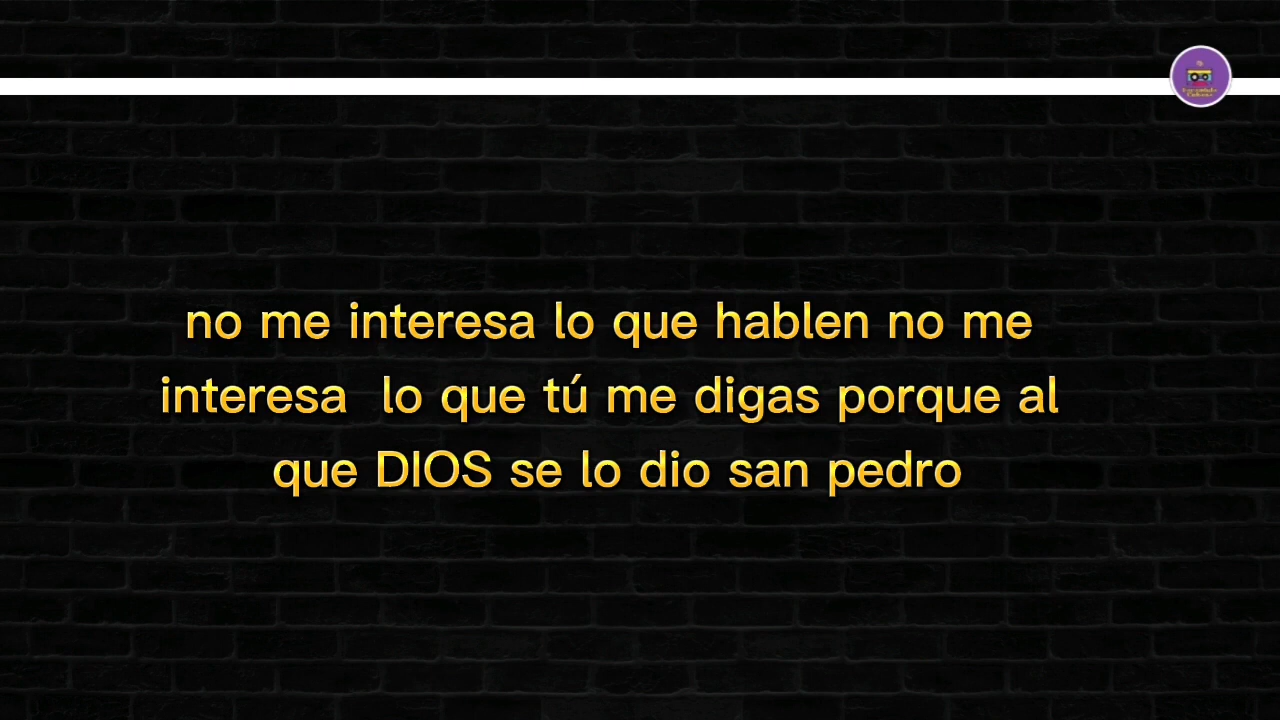 no me interesa lo que hablen no me
interesa  lo que tú me digas porque al
que DIOS se lo dio san pedro